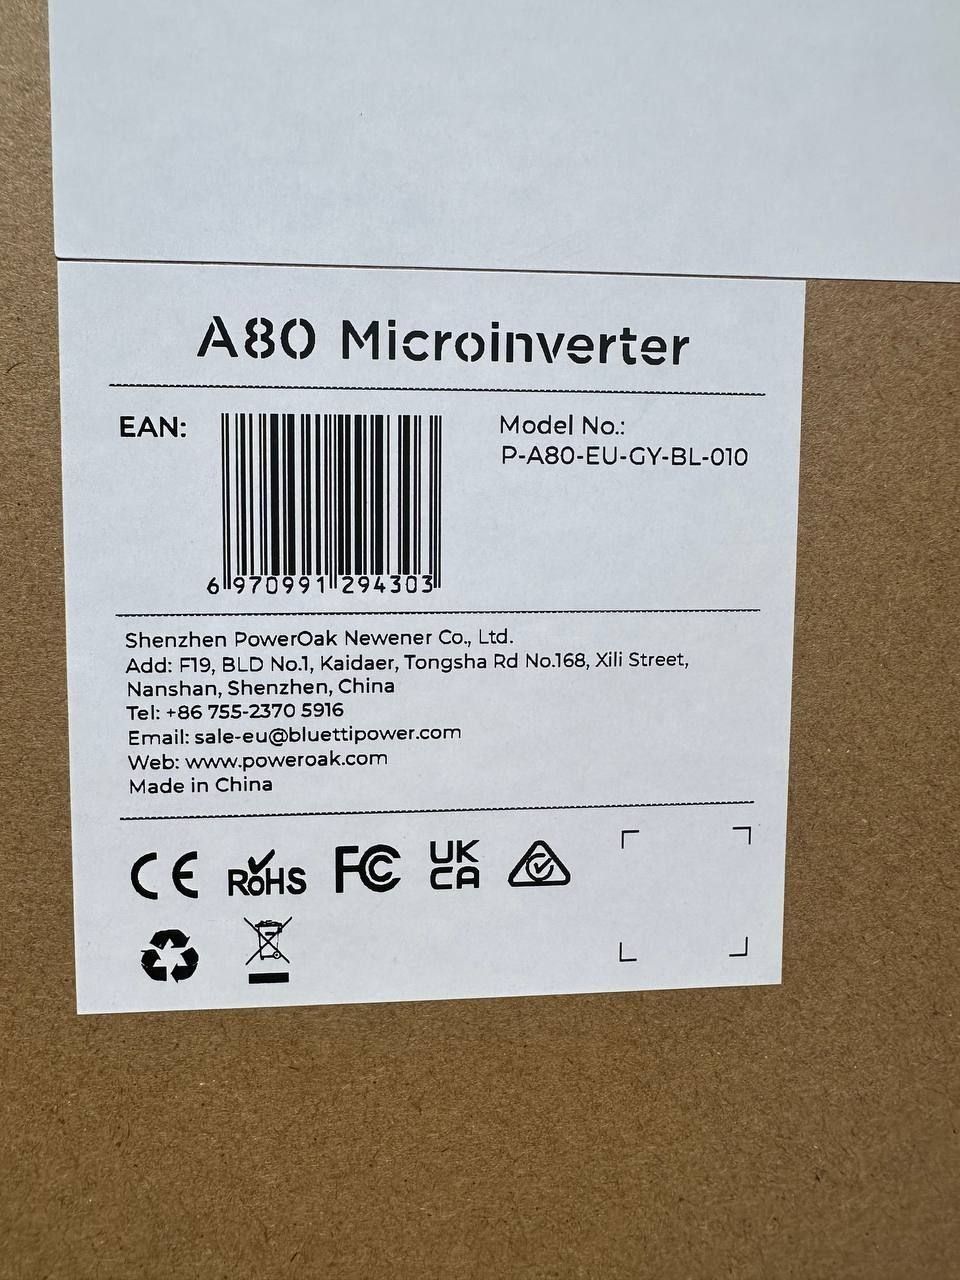 A80 Microinverter
EAN:
6 970991 294303
Model No.:
P-A80-EU-GY-BL-010
Shenzhen PowerOak Newener Co., Ltd.
Add: F19, BLD No.1, Kaidaer, Tongsha Rd No.168, Xili Street,
Nanshan, Shenzhen, China
Tel: +86 755-2370 5916
Email: sale-eu@bluettipower.com
Web: www.poweroak.com
Made in China
CE RoHS FC UK
CA